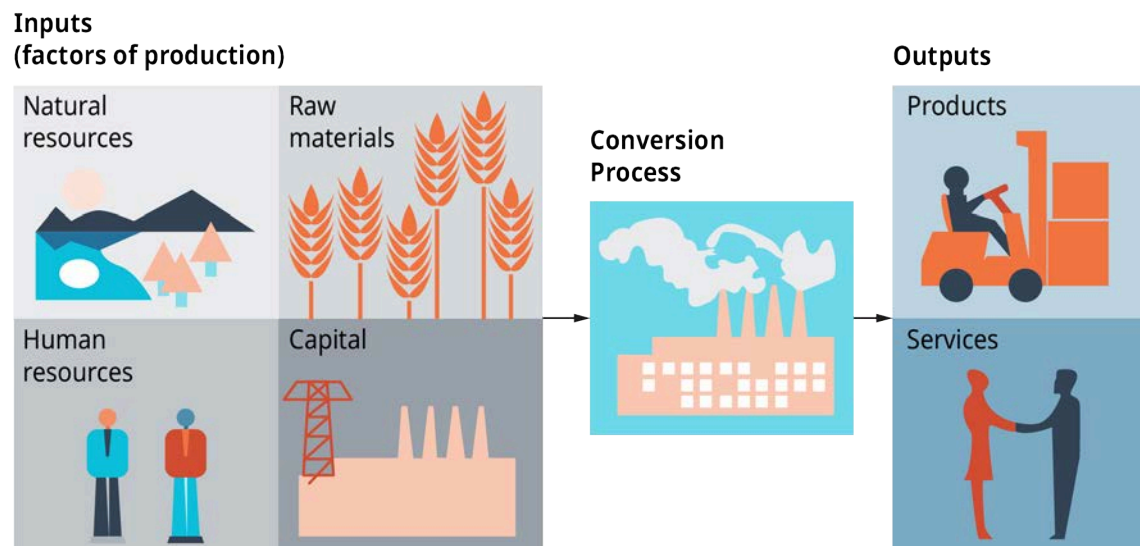 Inputs
(factors of production)
Natural
resources
Raw
materials
Human
resources
Capital
Conversion
Process
Outputs
Products
Services